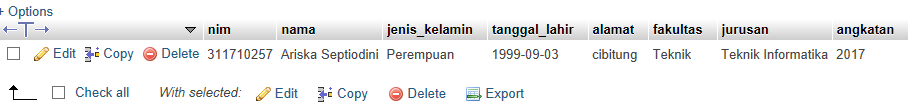 + Options
←T→ nim nama jenis_kelamin tanggal_lahir alamat fakultas jurusan angkatan
Edit Copy Delete 311710257 Ariska Septiodini Perempuan 1999-09-03 cibitung Teknik Teknik Informatika 2017
Check all With selected: Edit Copy Delete Export